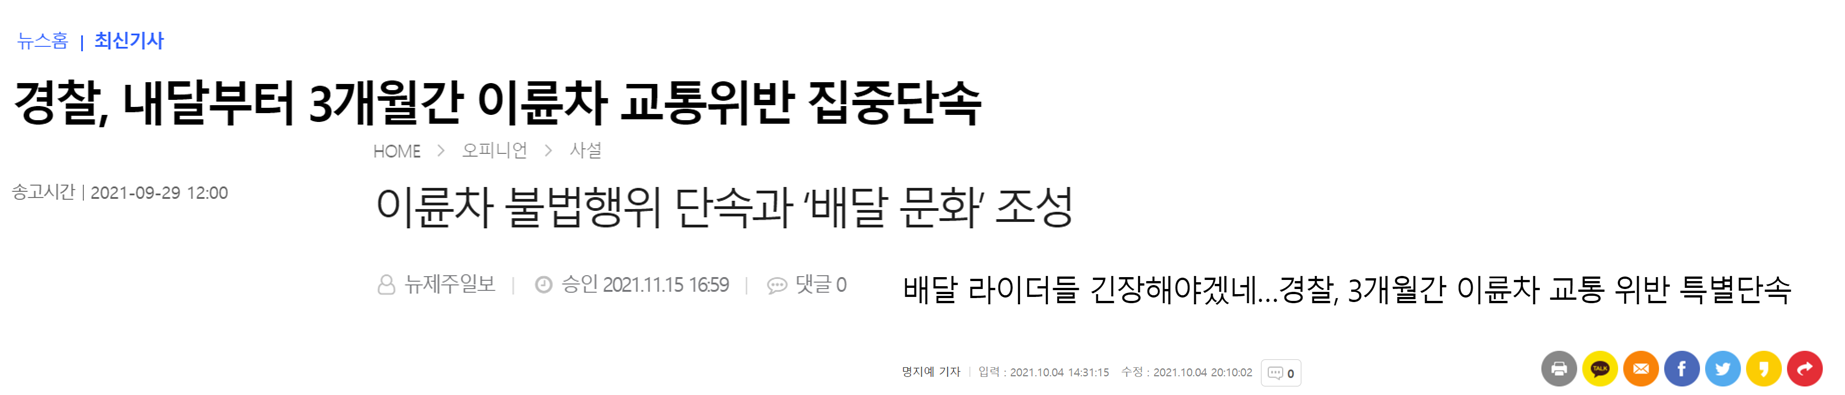 뉴스홈 | 최신기사
경찰, 내달부터 3개월간 이륜차 교통위반 집중단속
HOME > 오피니언 > 사설
송고시간 | 2021-09-29 12:00
이륜차 불법행위 단속과 ‘배달 문화’ 조성
뉴제주일보 | 승인 2021.11.15 16:59 | 댓글 0
배달 라이더들 긴장해야겠네...경찰, 3개월간 이륜차 교통 위반 특별단속
명지예 기자 | 입력 : 2021.10.04 14:31:15 수정 : 2021.10.04 20:10:02 0
TALK